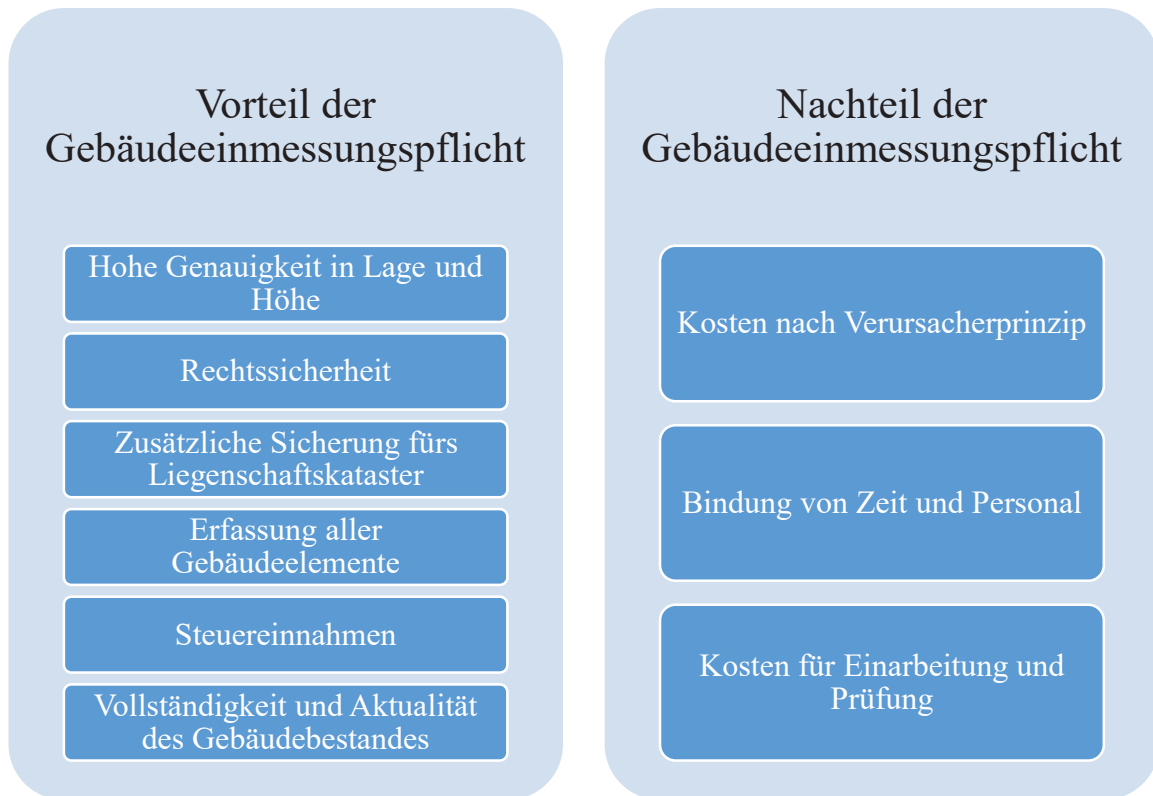 Vorteil der
Gebäudeeinmessungspflicht
Hohe Genauigkeit in Lage und
Höhe
Rechtssicherheit
Zusätzliche Sicherung fürs
Liegenschaftskataster
Erfassung aller
Gebäudeelemente
Steuereinnahmen
Vollständigkeit und Aktualität
des Gebäudebestandes
Nachteil der
Gebäudeeinmessungspflicht
Kosten nach Verursacherprinzip
Bindung von Zeit und Personal
Kosten für Einarbeitung und
Prüfung